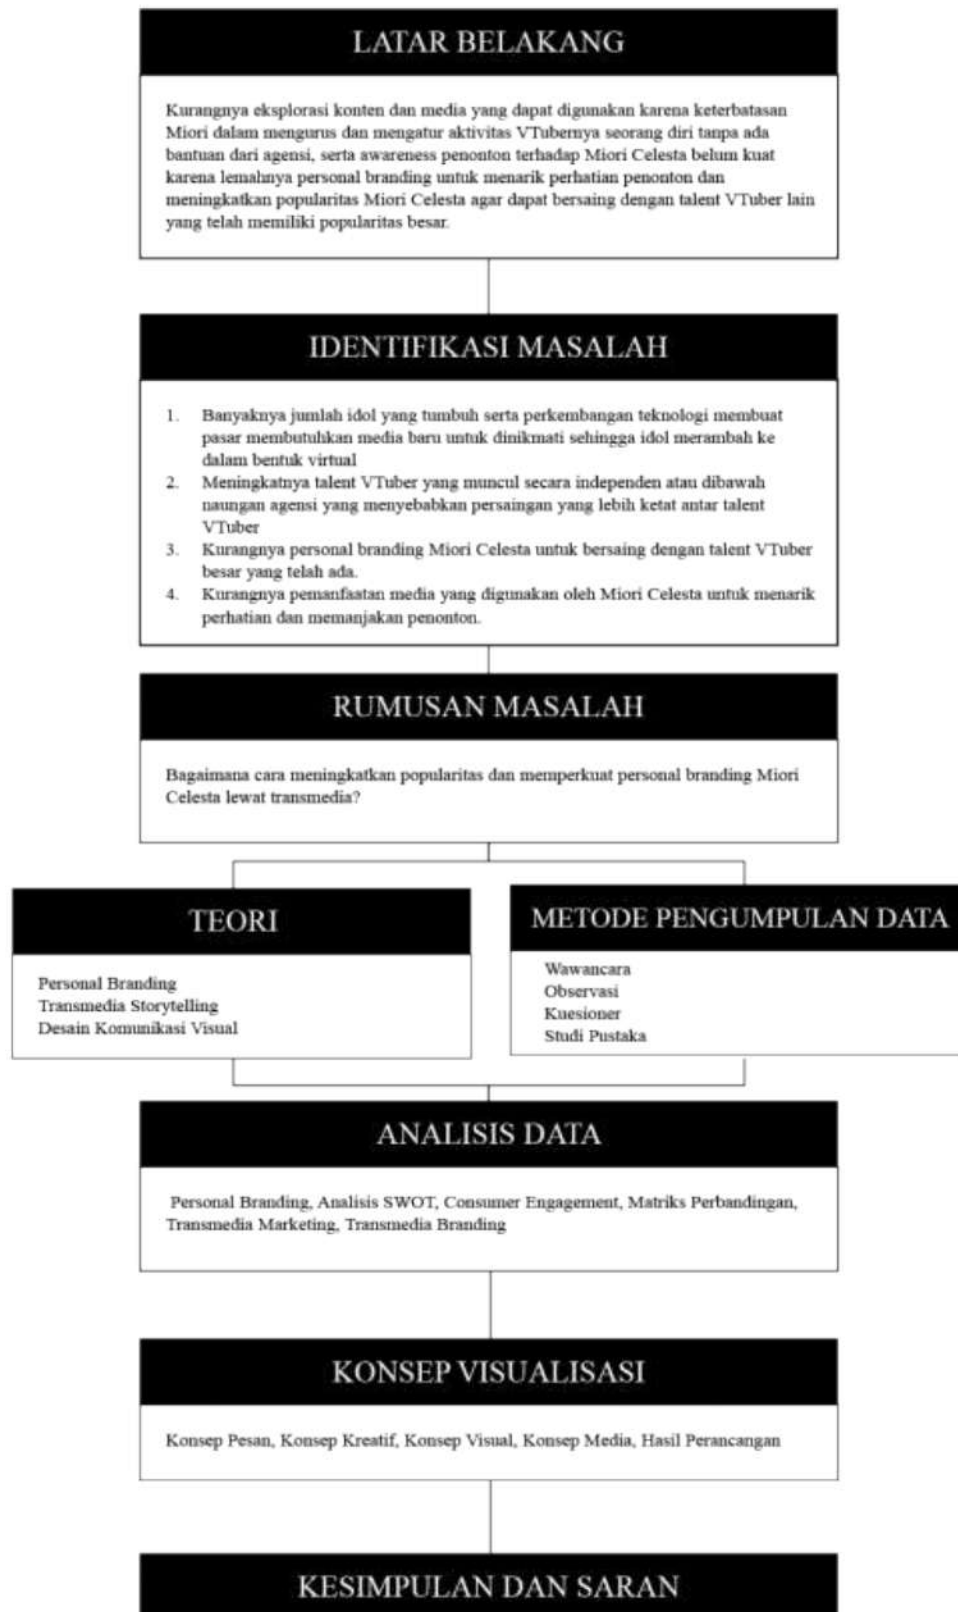 LATAR BELAKANG
Kurangnya eksplorasi konten dan media yang dapat digunakan karena keterbatasan
Miori dalam mengurus dan mengatur aktivitas VTubernya seorang diri tanpa ada
bantuan dari agensi, serta awareness penonton terhadap Miori Celesta belum kuat
karena lemahnya personal branding untuk menarik perhatian penonton dan
meningkatkan popularitas Miori Celesta agar dapat bersaing dengan talent VTuber lain
yang telah memiliki popularitas besar.
IDENTIFIKASI MASALAH
1. Banyaknya jumlah idol yang tumbuh serta perkembangan teknologi membuat
pasar membutuhkan media baru untuk dinikmati sehingga idol merambah ke
dalam bentuk virtual
2. Meningkatnya talent VTuber yang muncul secara independen atau dibawah
naungan agensi yang menyebabkan persaingan yang lebih ketat antar talent
VTuber
3. Kurangnya personal branding Miori Celesta untuk bersaing dengan talent VTuber
besar yang telah ada.
4. Kurangnya pemanfaatan media yang digunakan oleh Miori Celesta untuk menarik
perhatian dan memanjakan penonton.
RUMUSAN MASALAH
Bagaimana cara meningkatkan popularitas dan memperkuat personal branding Miori
Celesta lewat transmedia?
TEORI
Personal Branding
Transmedia Storytelling
Desain Komunikasi Visual
METODE PENGUMPULAN DATA
Wawancara
Observasi
Kuesioner
Studi Pustaka
ANALISIS DATA
Personal Branding, Analisis SWOT, Consumer Engagement, Matriks Perbandingan,
Transmedia Marketing, Transmedia Branding
KONSEP VISUALISASI
Konsep Pesan, Konsep Kreatif, Konsep Visual, Konsep Media, Hasil Perancangan
KESIMPULAN DAN SARAN